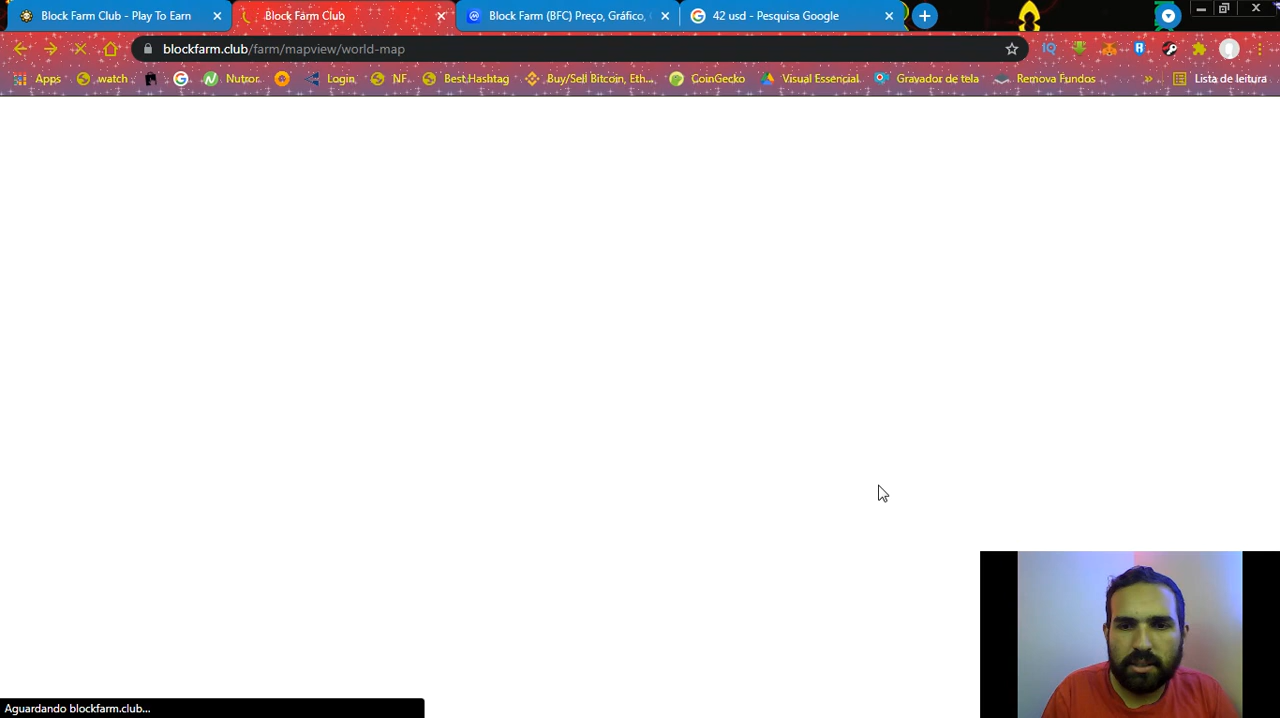 Block Farm Club - Play To Earn
Block Farm Club
Block Farm (BFC) Preço, Gráfico,
42 usd - Pesquisa Google
blockfarm.club/farm/mapview/world-map
Apps
watch
Nutror
Login
NF
Best Hashtag
Buy/Sell Bitcoin, Eth...
CoinGecko
Visual Essencial
Gravador de tela
Remova Fundos
»
Lista de leitura
Aguardando blockfarm.club...